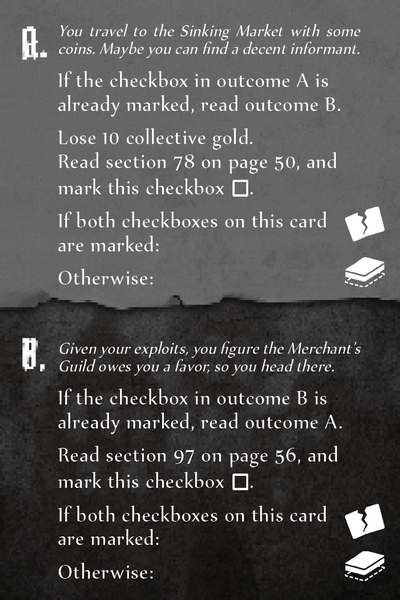 A. You travel to the Sinking Market with some
coins. Maybe you can find a decent informant.
If the checkbox in outcome A is
already marked, read outcome B.
Lose 10 collective gold.
Read section 78 on page 50, and
mark this checkbox □.
If both checkboxes on this card
are marked:
Otherwise:
B. Given your exploits, you figure the Merchant's
Guild owes you a favor, so you head there.
If the checkbox in outcome B is
already marked, read outcome A.
Read section 97 on page 56, and
mark this checkbox □.
If both checkboxes on this card
are marked:
Otherwise: